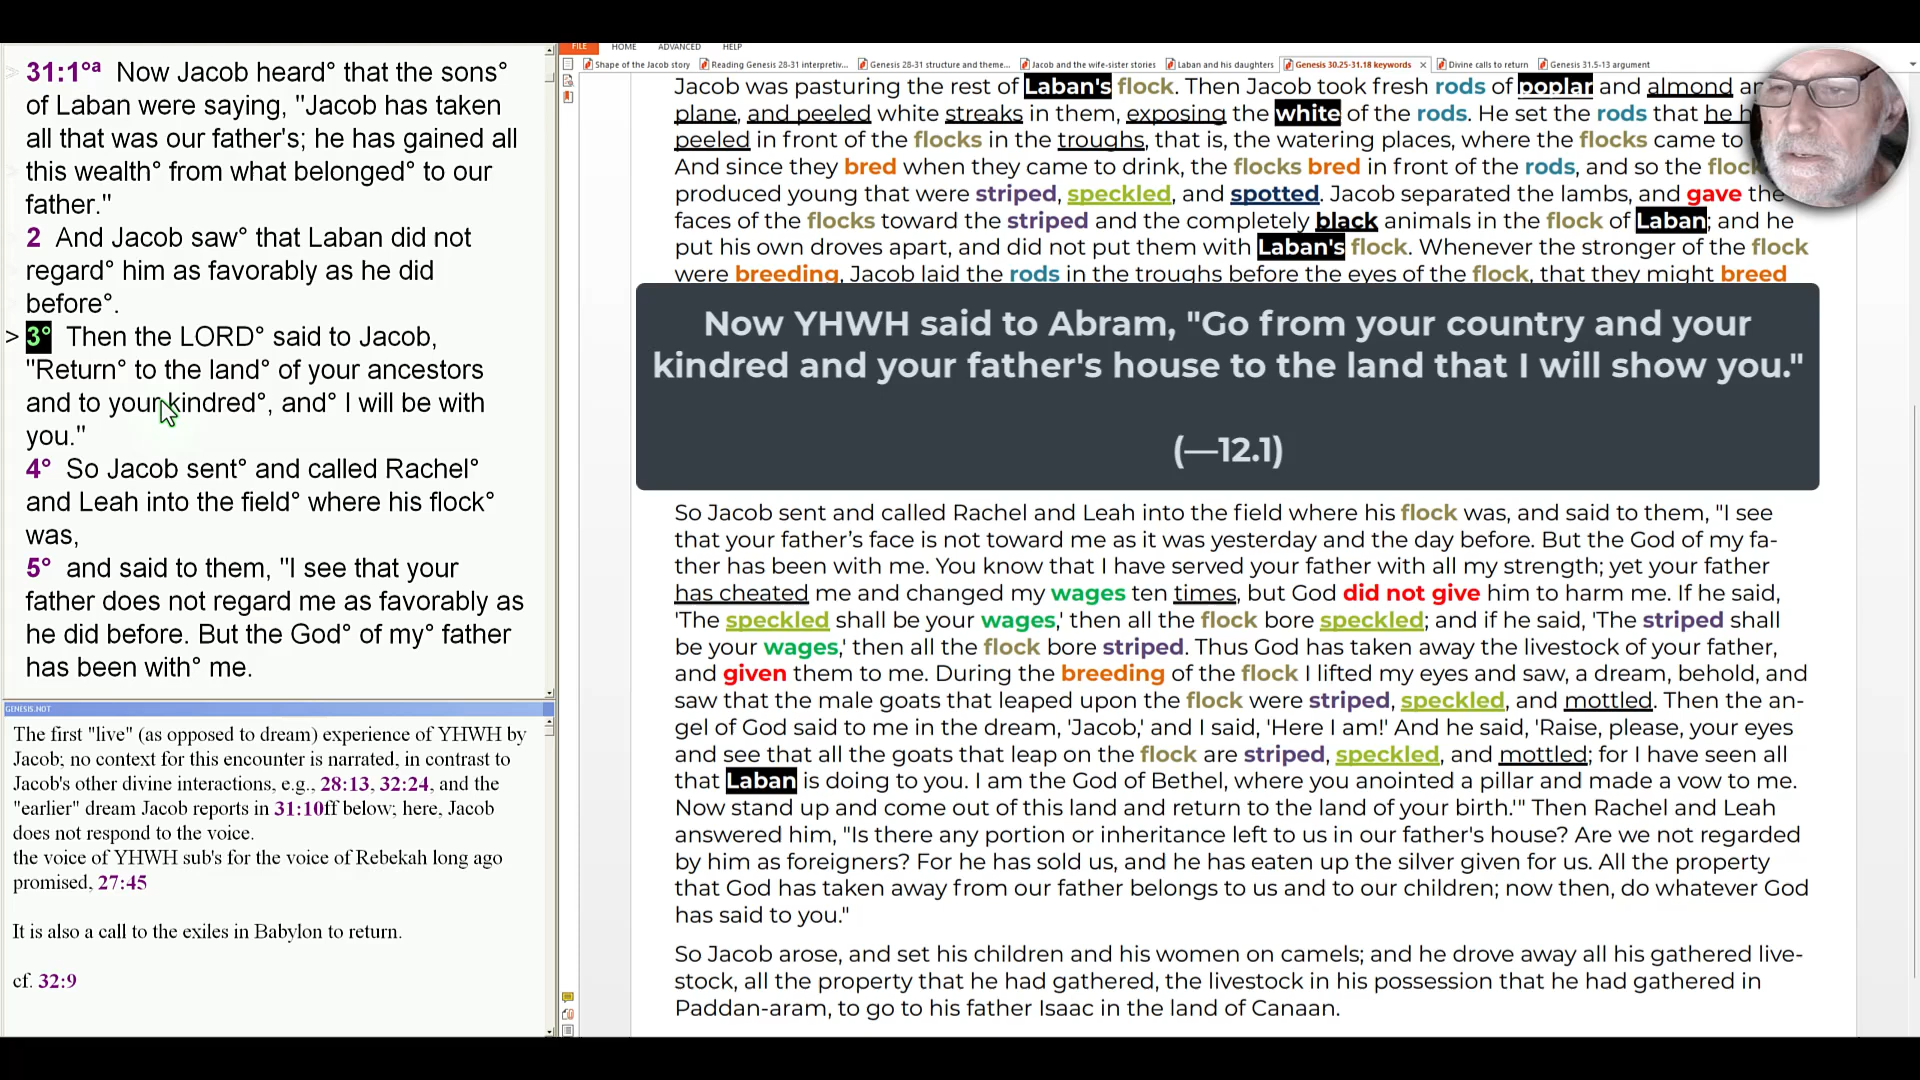 31:1°ª Now Jacob heard° that the sons°
of Laban were saying, "Jacob has taken
all that was our father's; he has gained all
this wealth° from what belonged° to our
father."
2 And Jacob saw° that Laban did not
regard° him as favorably as he did
before°.
> 3° Then the LORD° said to Jacob,
"Return° to the land° of your ancestors
and to your kindred°, and° I will be with
you."
4° So Jacob sent° and called Rachel°
and Leah into the field° where his flock°
was,
5° and said to them, "I see that your
father does not regard me as favorably as
he did before. But the God° of my° father
has been with° me.
GENESIS.NOT
The first "live" (as opposed to dream) experience of YHWH by
Jacob; no context for this encounter is narrated, in contrast to
Jacob's other divine interactions, e.g., 28:13, 32:24, and the
"earlier" dream Jacob reports in 31:10ff below; here, Jacob
does not respond to the voice.
the voice of YHWH sub's for the voice of Rebekah long ago
promised, 27:45
It is also a call to the exiles in Babylon to return.
cf. 32:9
FILE HOME ADVANCED HELP
Shape of the Jacob story Reading Genesis 28-31 interpretiv... Genesis 28-31 structure and theme... Jacob and the wife-sister stories Laban and his daughters Genesis 30.25-31.18 keywords × Divine calls to return Genesis 31.5-13 argument
Jacob was pasturing the rest of Laban's flock. Then Jacob took fresh rods of poplar and almond
plane, and peeled white streaks in them, exposing the white of the rods. He set the rods that he
peeled in front of the flocks in the troughs, that is, the watering places, where the flocks came to
And since they bred when they came to drink, the flocks bred in front of the rods, and so the
produced young that were striped, speckled, and spotted. Jacob separated the lambs, and gave the
faces of the flocks toward the striped and the completely black animals in the flock of Laban; and he
put his own droves apart, and did not put them with Laban's flock. Whenever the stronger of the flock
were breeding, Jacob laid the rods in the troughs before the eyes of the flock, that they might breed
Now YHWH said to Abram, "Go from your country and your
kindred and your father's house to the land that I will show you."
(—12.1)
So Jacob sent and called Rachel and Leah into the field where his flock was, and said to them, "I see
that your father’s face is not toward me as it was yesterday and the day before. But the God of my fa-
ther has been with me. You know that I have served your father with all my strength; yet your father
has cheated me and changed my wages ten times, but God did not give him to harm me. If he said,
'The speckled shall be your wages,' then all the flock bore speckled; and if he said, 'The striped shall
be your wages,' then all the flock bore striped. Thus God has taken away the livestock of your father,
and given them to me. During the breeding of the flock I lifted my eyes and saw, a dream, behold, and
saw that the male goats that leaped upon the flock were striped, speckled, and mottled. Then the an-
gel of God said to me in the dream, 'Jacob,' and I said, 'Here I am!' And he said, 'Raise, please, your eyes
and see that all the goats that leap on the flock are striped, speckled, and mottled; for I have seen all
that Laban is doing to you. I am the God of Bethel, where you anointed a pillar and made a vow to me.
Now stand up and come out of this land and return to the land of your birth.'" Then Rachel and Leah
answered him, "Is there any portion or inheritance left to us in our father's house? Are we not regarded
by him as foreigners? For he has sold us, and he has eaten up the silver given for us. All the property
that God has taken away from our father belongs to us and to our children; now then, do whatever God
has said to you."
So Jacob arose, and set his children and his women on camels; and he drove away all his gathered live-
stock, all the property that he had gathered, the livestock in his possession that he had gathered in
Paddan-aram, to go to his father Isaac in the land of Canaan.